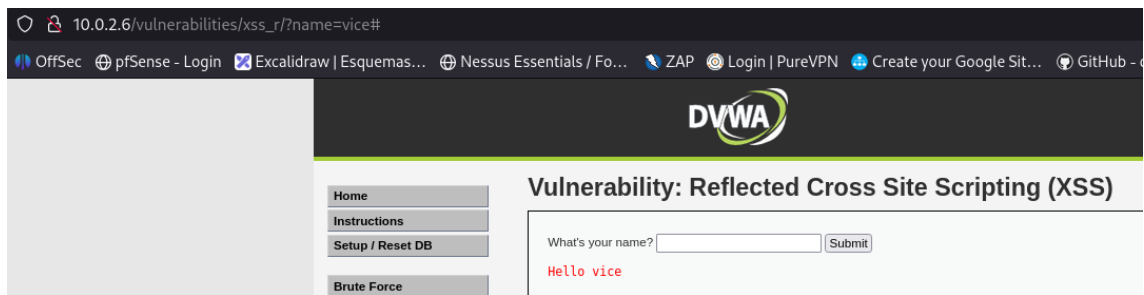 10.0.2.6/vulnerabilities/xss_r/?name=vice#
OffSec pfSense - Login Excalidraw | Esquemas... Nessus Essentials / Fo... ZAP Login | PureVPN Create your Google Sit... GitHub -
DVWA
Vulnerability: Reflected Cross Site Scripting (XSS)
Home
Instructions
Setup / Reset DB
Brute Force
What's your name? Submit
Hello vice